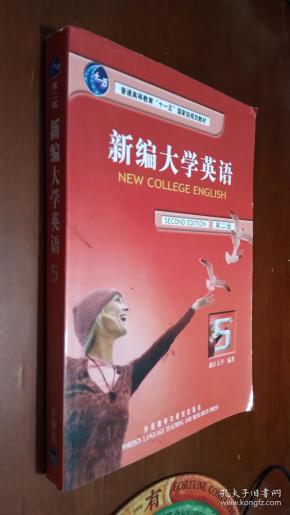 普通高等教育"十一五"国家级规划教材
新编大学英语
NEW COLLEGE ENGLISH
SECOND EDITION 第二版
5
浙江大学 编著
外语教学与研究出版社
FOREIGN LANGUAGE TEACHING AND RESEARCH PRESS
第二版
新编大学英语
5
有
孔夫子旧书网